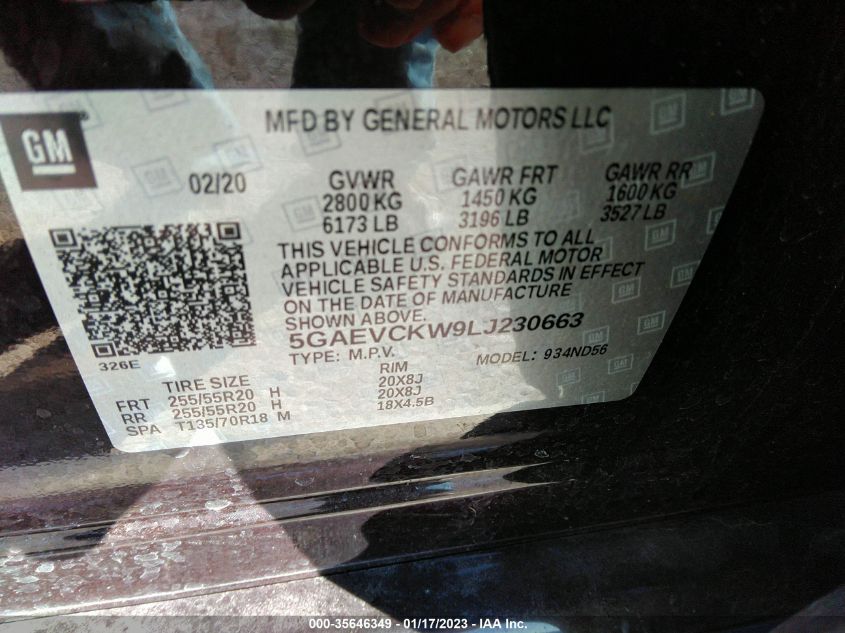 GM
MFD BY GENERAL MOTORS LLC
02/20
GVWR GAWR FRT GAWR RR
2800 KG 1450 KG 1600 KG
6173 LB 3196 LB 3527 LB
THIS VEHICLE CONFORMS TO ALL
APPLICABLE U.S. FEDERAL MOTOR
VEHICLE SAFETY STANDARDS IN EFFECT
ON THE DATE OF MANUFACTURE
SHOWN ABOVE.
5GAEVCKW9LJ230663
326E
TYPE: M.P.V. MODEL: 934ND56
TIRE SIZE RIM
FRT 255/55R20 H 20X8J
RR 255/55R20 H 20X8J
SPA T135/70R18 M 18X4.5B
000-35646349 - 01/17/2023 - IAA Inc.